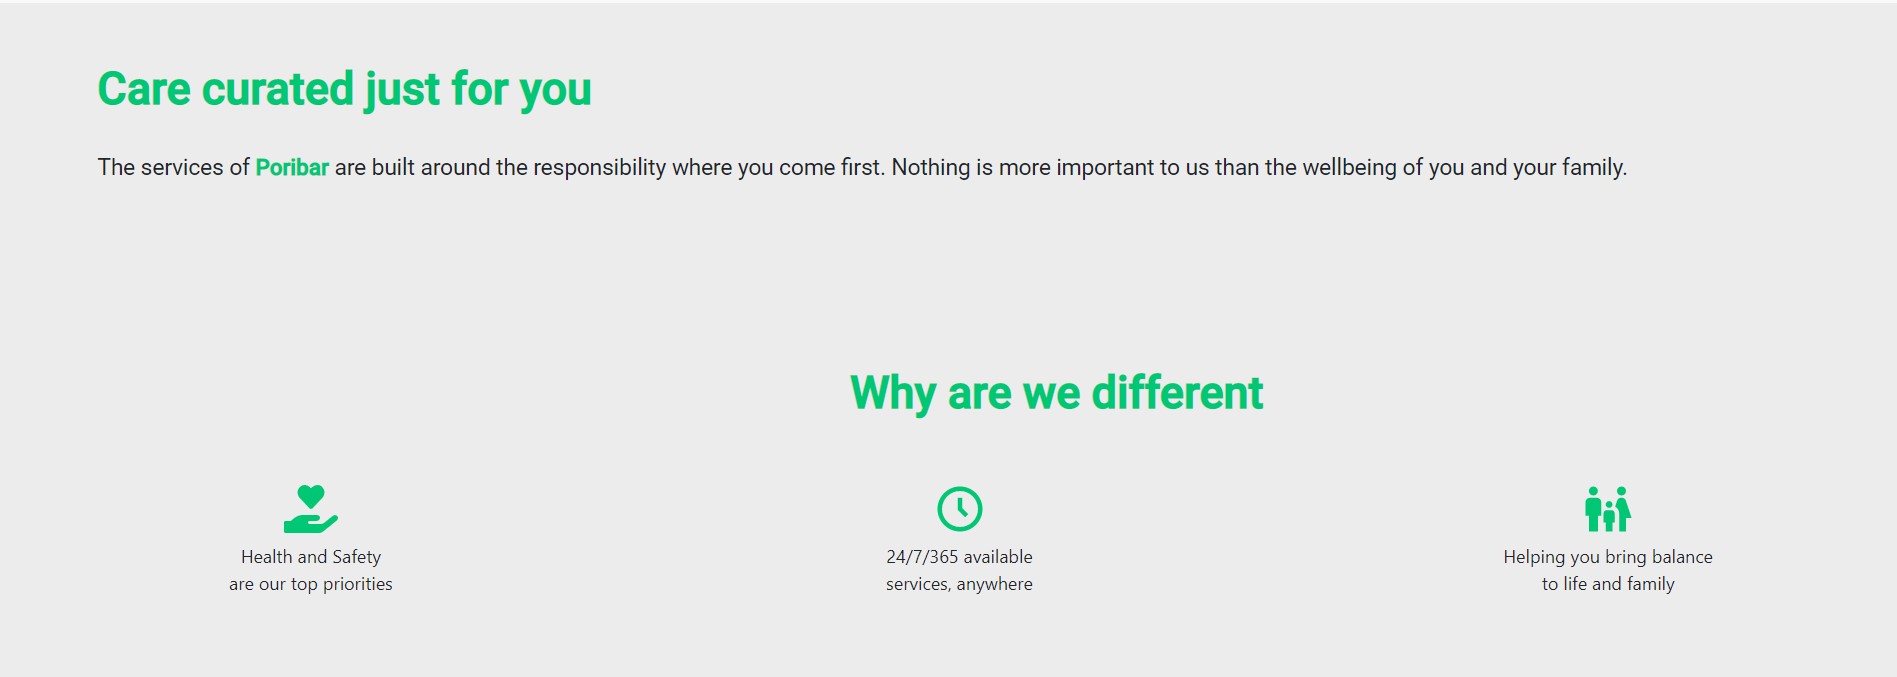 Care curated just for you
The services of Poribar are built around the responsibility where you come first. Nothing is more important to us than the wellbeing of you and your family.
Why are we different
Health and Safety
are our top priorities
24/7/365 available
services, anywhere
Helping you bring balance
to life and family